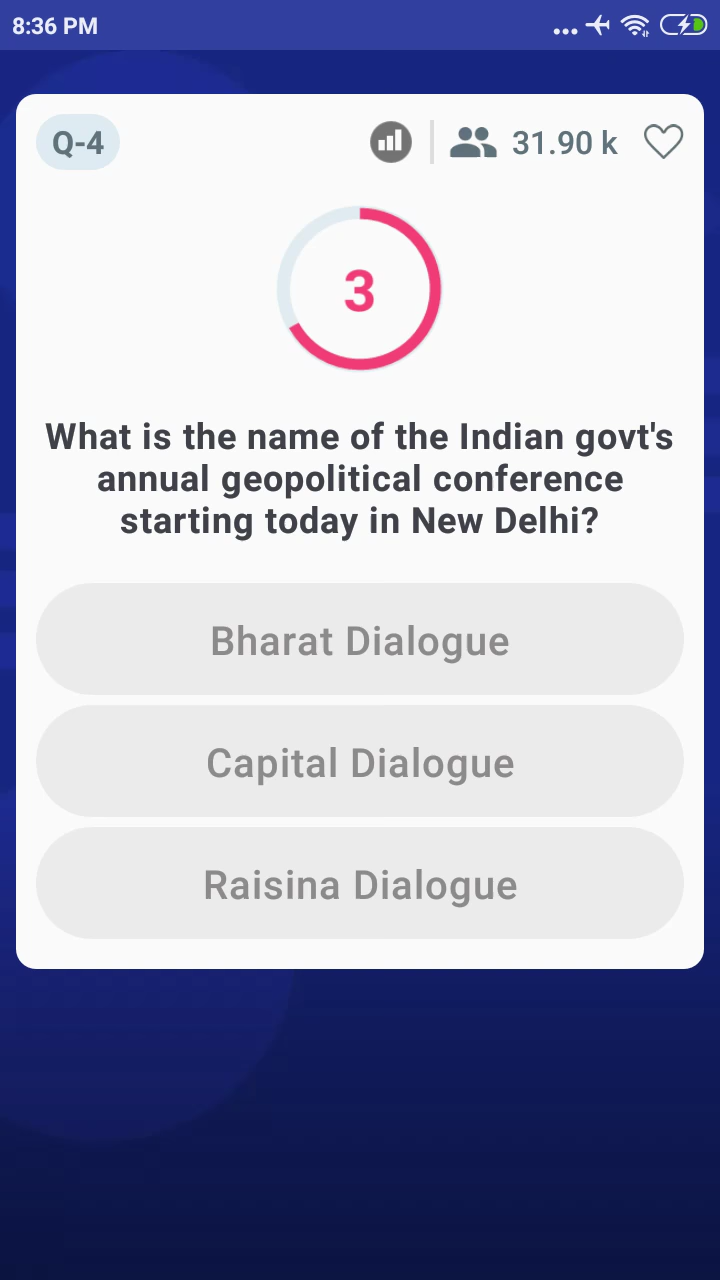 8:36 PM
Q-4
31.90 k
3
What is the name of the Indian govt's
annual geopolitical conference
starting today in New Delhi?
Bharat Dialogue
Capital Dialogue
Raisina Dialogue